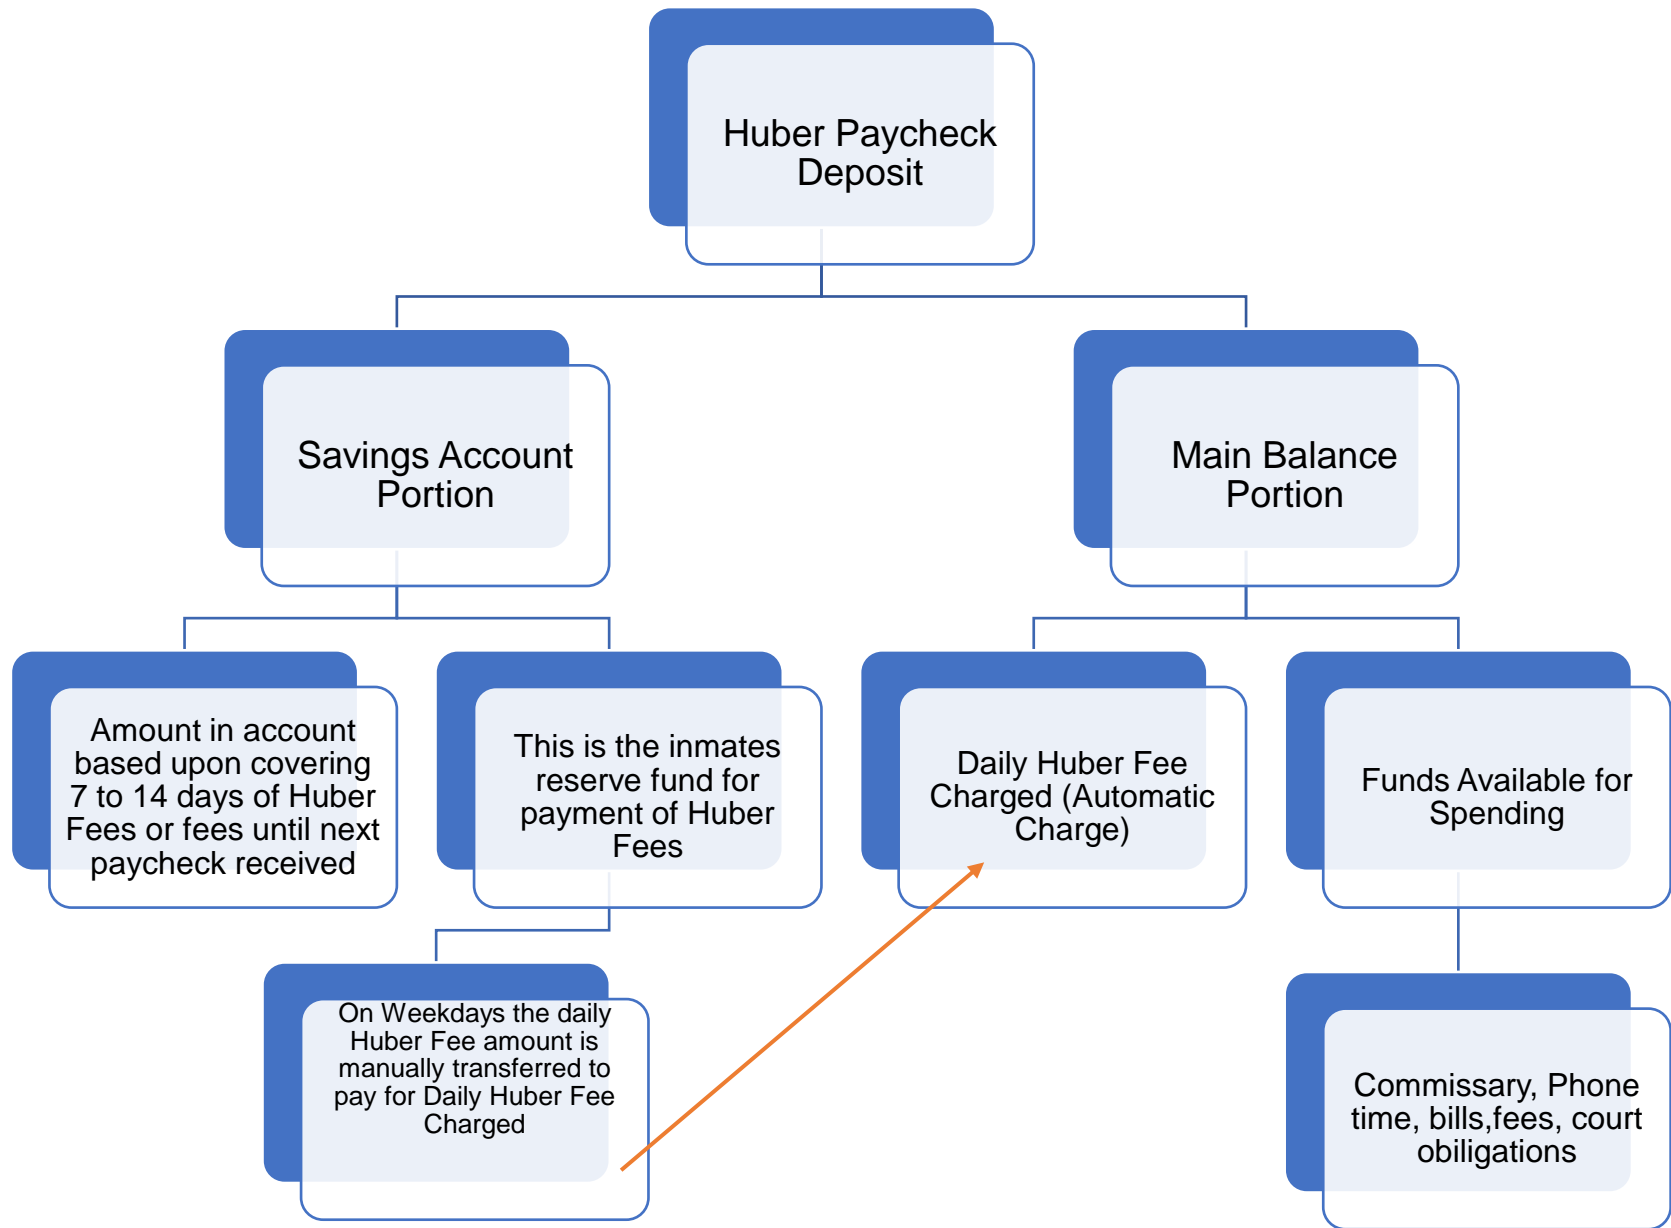 Huber Paycheck
Deposit
Savings Account
Portion
Main Balance
Portion
Amount in account
based upon covering
7 to 14 days of Huber
Fees or fees until next
paycheck received
This is the inmates
reserve fund for
payment of Huber
Fees
Daily Huber Fee
Charged (Automatic
Charge)
Funds Available for
Spending
On Weekdays the daily
Huber Fee amount is
manually transferred to
pay for Daily Huber Fee
Charged
Commissary, Phone
time, bills,fees, court
obiligations